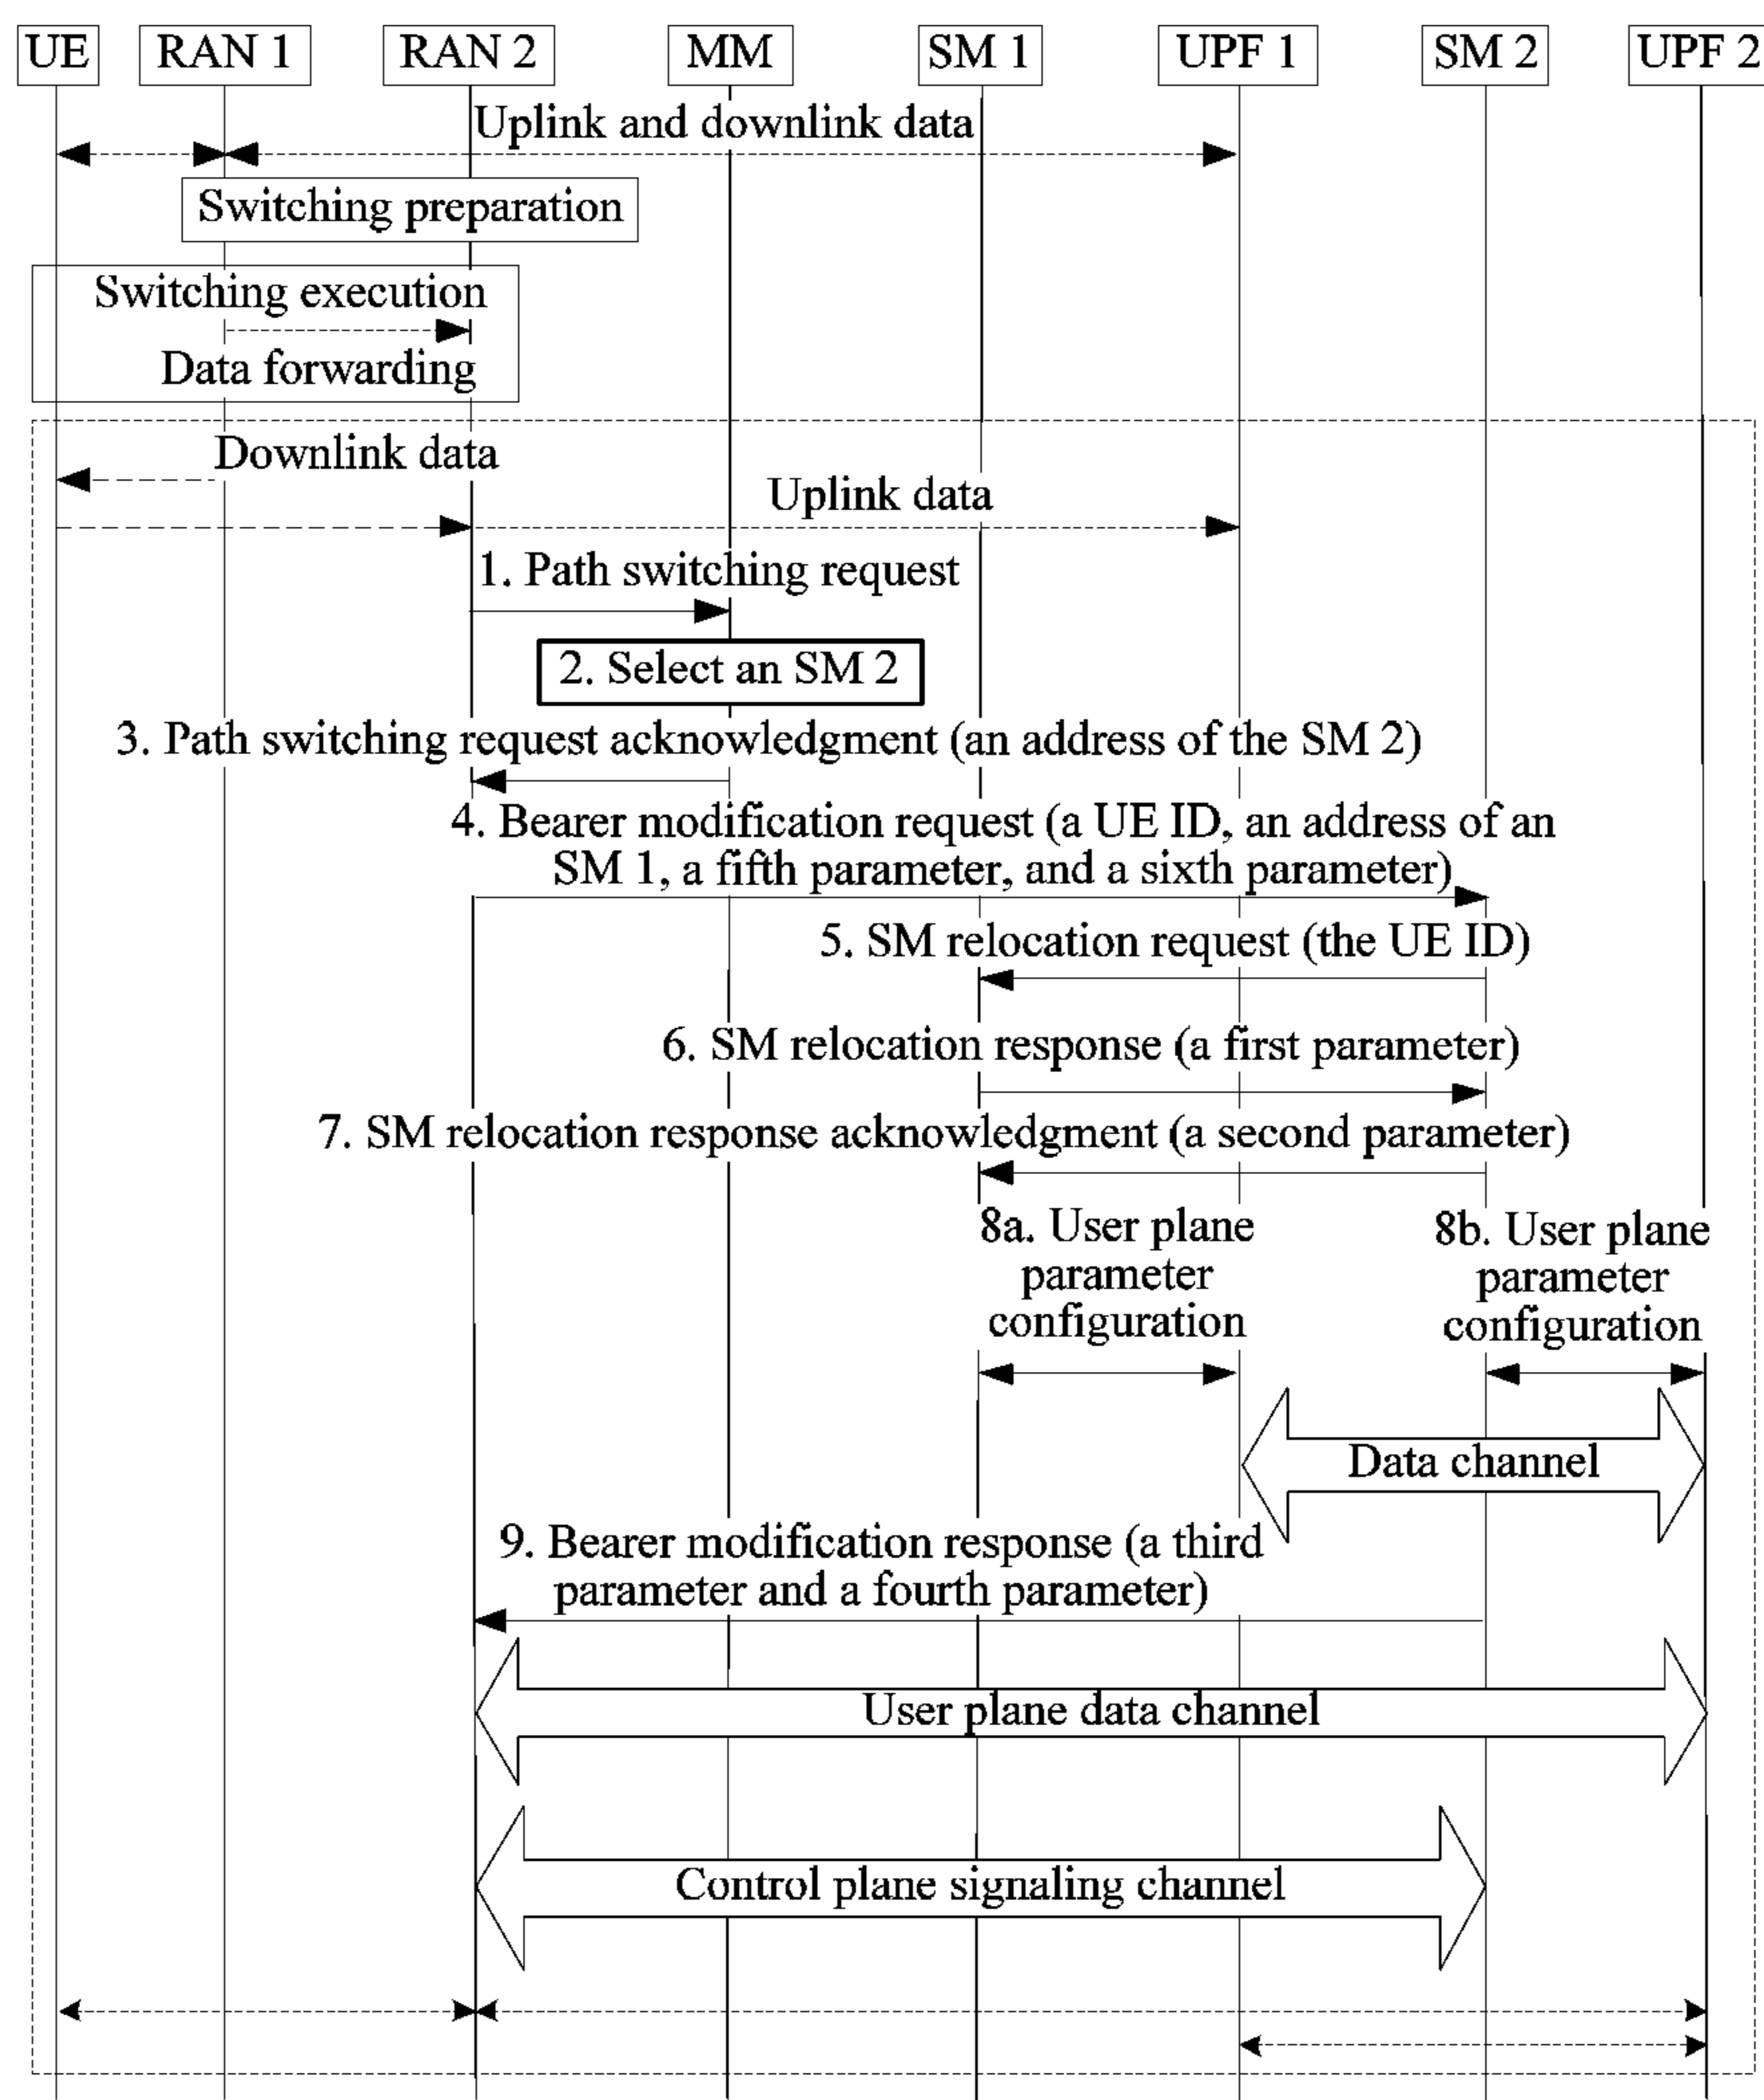 UE
RAN 1
RAN 2
MM
SM 1
UPF 1
SM 2
UPF 2
Uplink and downlink data
Switching preparation
Switching execution
Data forwarding
Downlink data
Uplink data
1. Path switching request
2. Select an SM 2
3. Path switching request acknowledgment (an address of the SM 2)
4. Bearer modification request (a UE ID, an address of an
SM 1, a fifth parameter, and a sixth parameter)
5. SM relocation request (the UE ID)
6. SM relocation response (a first parameter)
7. SM relocation response acknowledgment (a second parameter)
8a. User plane
parameter
configuration
8b. User plane
parameter
configuration
Data channel
9. Bearer modification response (a third
parameter and a fourth parameter)
User plane data channel
Control plane signaling channel